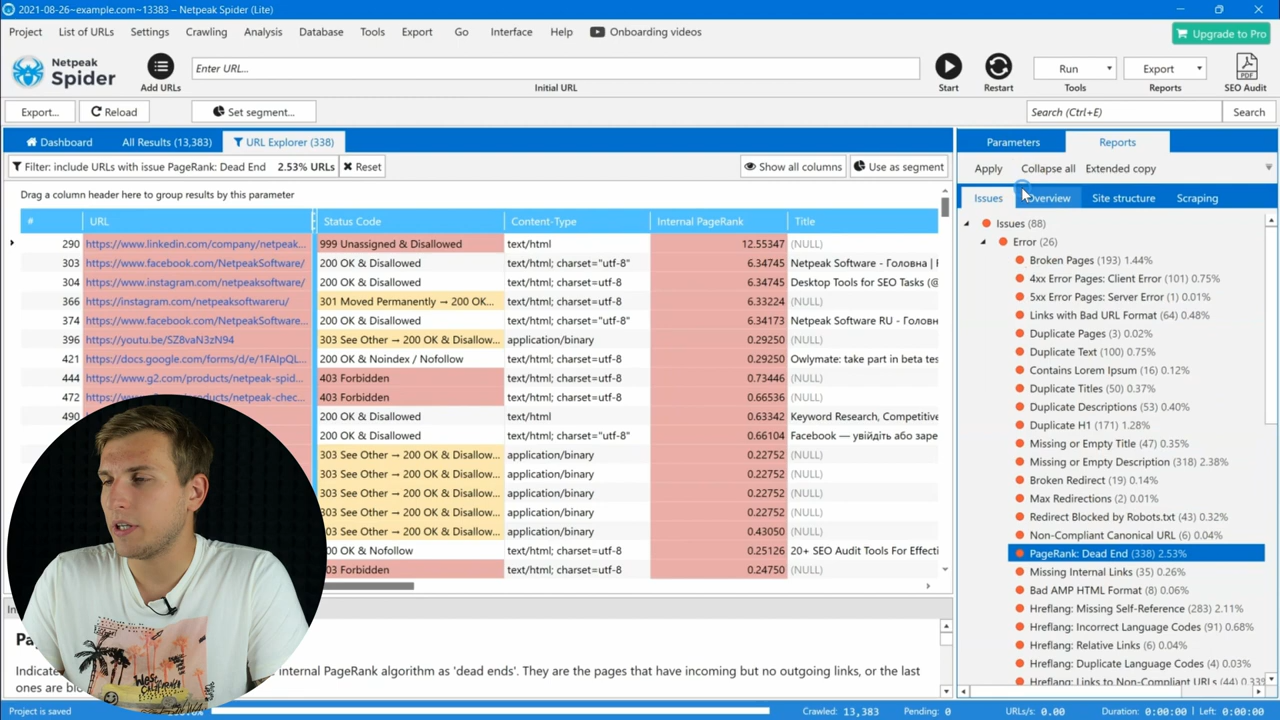 2021-08-26~example.com~13383 – Netpeak Spider (Lite)
Project List of URLs Settings Crawling Analysis Database Tools Export Go Interface Help Onboarding videos
Upgrade to Pro
Netpeak Spider
Add URLs
Enter URL...
Initial URL
Start
Restart
Run
Tools
Export
Reports
PDF
SEO Audit
Export... Reload Set segment... Search (Ctrl+E) Search
Dashboard All Results (13,383) URL Explorer (338)
Filter: include URLs with issue PageRank: Dead End 2.53% URLs Reset Show all columns Use as segment
Drag a column header here to group results by this parameter
# URL Status Code Content-Type Internal PageRank Title
290 https://www.linkedin.com/company/netpeak... 999 Unassigned & Disallowed text/html 12.55347 (NULL)
303 https://www.facebook.com/NetpeakSoftware/ 200 OK & Disallowed text/html; charset="utf-8" 6.34745 Netpeak Software - Головна |
304 https://www.instagram.com/netpeaksoftware/ 200 OK & Disallowed text/html; charset="utf-8" 6.34745 Desktop Tools for SEO Tasks (@
366 https://instagram.com/netpeaksoftwareru/ 301 Moved Permanently → 200 OK... text/html; charset="utf-8" 6.33224 (NULL)
374 https://www.facebook.com/NetpeakSoftware... 200 OK & Disallowed text/html; charset="utf-8" 6.34173 Netpeak Software RU - Головн
396 https://youtu.be/SZ8vaN3zN94 303 See Other → 200 OK & Disallow... application/binary 0.29250 (NULL)
421 https://docs.google.com/forms/d/e/1FAIpQL... 200 OK & Noindex / Nofollow text/html; charset=utf-8 0.29250 Owlymate: take part in beta tes
444 https://www.g2.com/products/netpeak-spid... 403 Forbidden text/html; charset=utf-8 0.73446 (NULL)
472 403 Forbidden text/html; charset=utf-8 0.66536 (NULL)
490 200 OK & Disallowed text/html 0.63342 Keyword Research, Competitive
200 OK & Disallowed text/html; charset="utf-8" 0.66104 Facebook — увійдіть або заре
303 See Other → 200 OK & Disallow... application/binary 0.22752 (NULL)
303 See Other → 200 OK & Disallow... application/binary 0.22752 (NULL)
303 See Other → 200 OK & Disallow... application/binary 0.22752 (NULL)
303 See Other → 200 OK & Disallow... application/binary 0.22752 (NULL)
03 See Other → 200 OK & Disallow... application/binary 0.43050 (NULL)
00 OK & Nofollow text/html; charset=utf-8 0.25126 20+ SEO Audit Tools For Effecti
03 Forbidden text/html; charset=utf-8 0.24750 (NULL)
Indicate nternal PageRank algorithm as 'dead ends'. They are the pages that have incoming but no outgoing links, or the last
ones are blo
Parameters Reports
Apply Collapse all Extended copy
Issues Overview Site structure Scraping
Issues (88)
Error (26)
Broken Pages (193) 1.44%
4xx Error Pages: Client Error (101) 0.75%
5xx Error Pages: Server Error (1) 0.01%
Links with Bad URL Format (64) 0.48%
Duplicate Pages (3) 0.02%
Duplicate Text (100) 0.75%
Contains Lorem Ipsum (16) 0.12%
Duplicate Titles (50) 0.37%
Duplicate Descriptions (53) 0.40%
Duplicate H1 (171) 1.28%
Missing or Empty Title (47) 0.35%
Missing or Empty Description (318) 2.38%
Broken Redirect (19) 0.14%
Max Redirections (2) 0.01%
Redirect Blocked by Robots.txt (43) 0.32%
Non-Compliant Canonical URL (6) 0.04%
PageRank: Dead End (338) 2.53%
Missing Internal Links (35) 0.26%
Bad AMP HTML Format (8) 0.06%
Hreflang: Missing Self-Reference (283) 2.11%
Hreflang: Incorrect Language Codes (91) 0.68%
Hreflang: Relative Links (6) 0.04%
Hreflang: Duplicate Language Codes (4) 0.03%
Hreflang: Links to Non-Compliant URLs (44) 0.33%
Project is saved Crawled: 13,383 Pending: 0 URLs/s: 0.00 Duration: 0:00:00 Left: 0:00:00